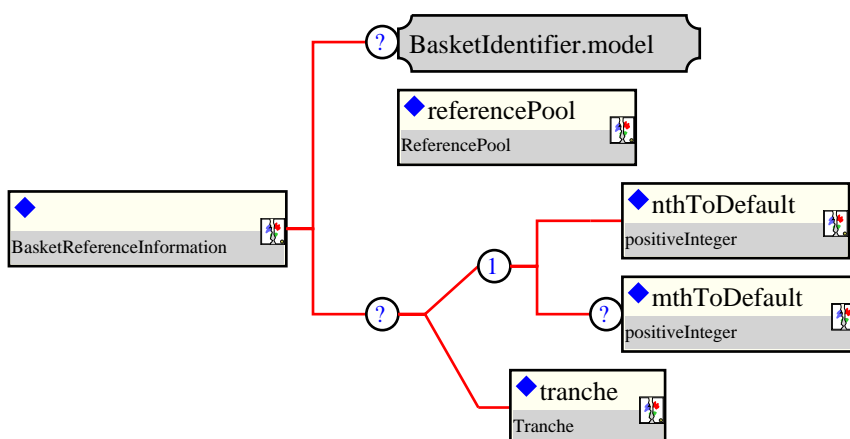 ?
BasketIdentifier.model
referencePool
ReferencePool
BasketReferenceInformation
nthToDefault
positiveInteger
1
?
?
mthToDefault
positiveInteger
tranche
Tranche